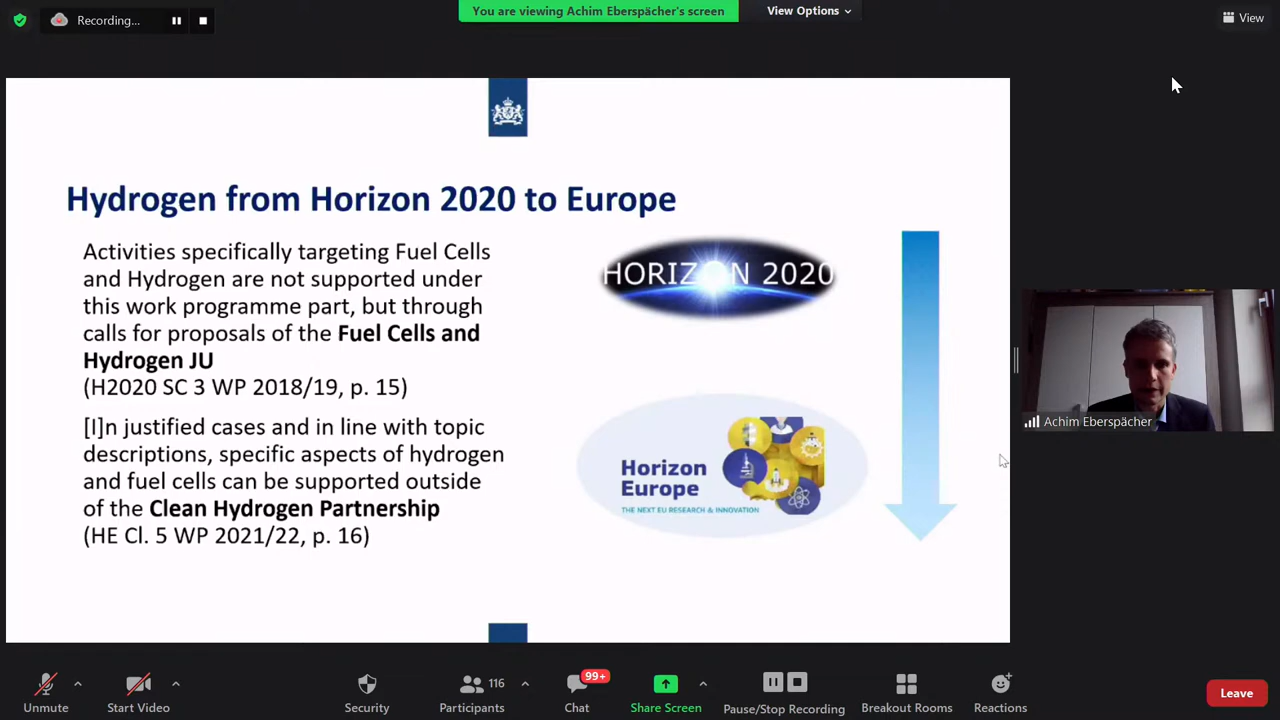 Recording...
You are viewing Achim Eberspächer's screen
View Options
View
Hydrogen from Horizon 2020 to Europe
Activities specifically targeting Fuel Cells
and Hydrogen are not supported under
this work programme part, but through
calls for proposals of the Fuel Cells and
Hydrogen JU
(H2020 SC 3 WP 2018/19, p. 15)
[I]n justified cases and in line with topic
descriptions, specific aspects of hydrogen
and fuel cells can be supported outside
of the Clean Hydrogen Partnership
(HE Cl. 5 WP 2021/22, p. 16)
HORIZON 2020
Horizon
Europe
THE NEXT EU RESEARCH & INNOVATION
Achim Eberspächer
Unmute
Start Video
Security
116
Participants
99+
Chat
Share Screen
Pause/Stop Recording
Breakout Rooms
Reactions
Leave